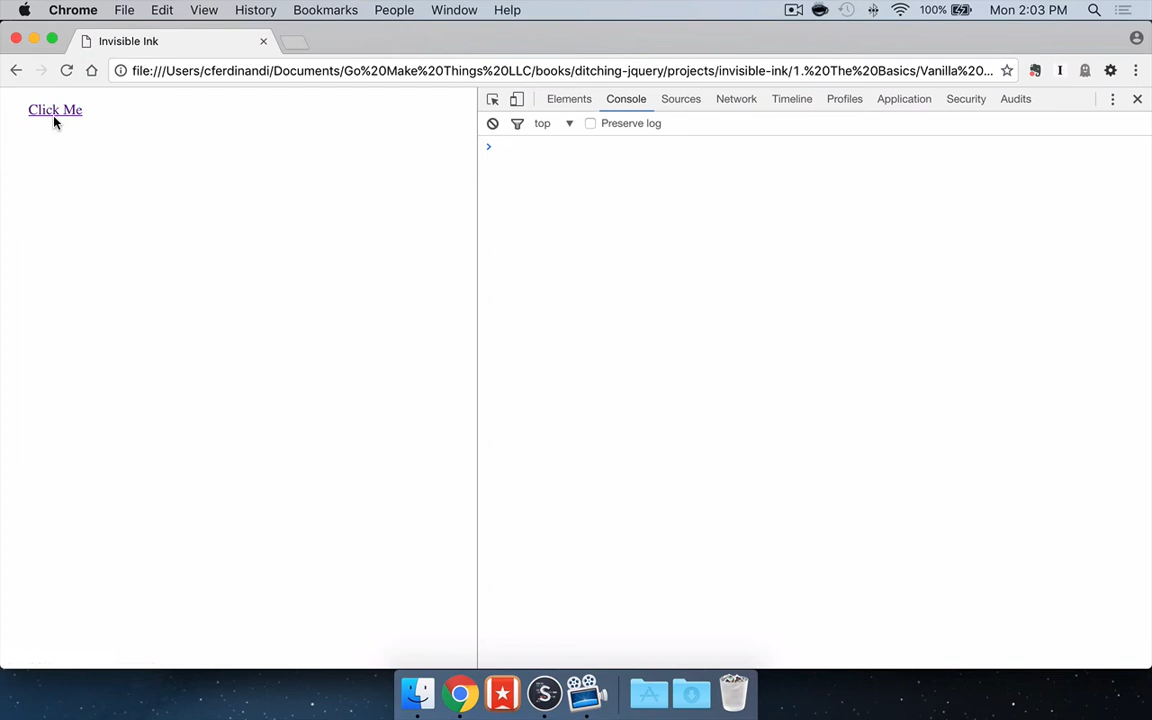 Chrome File Edit View History Bookmarks People Window Help 100% Mon 2:03 PM
Invisible Ink
file:///Users/cferdinandi/Documents/Go%20Make%20Things%20LLC/books/ditching-jquery/projects/invisible-ink/1.%20The%20Basics/Vanilla%20...
Click Me
Elements Console Sources Network Timeline Profiles Application Security Audits
top Preserve log